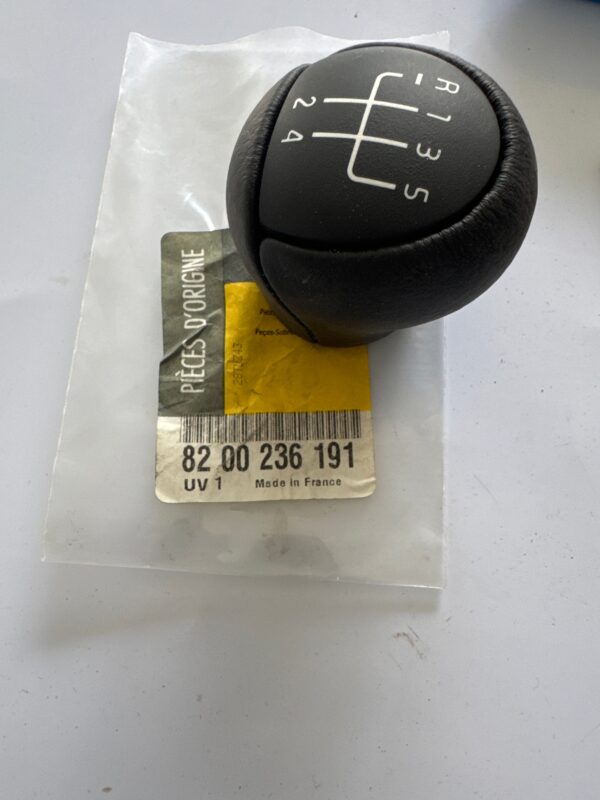 R 1 3 5
2 4
PIÈCES D'ORIGINE
82 00 236 191
UV 1 Made in France